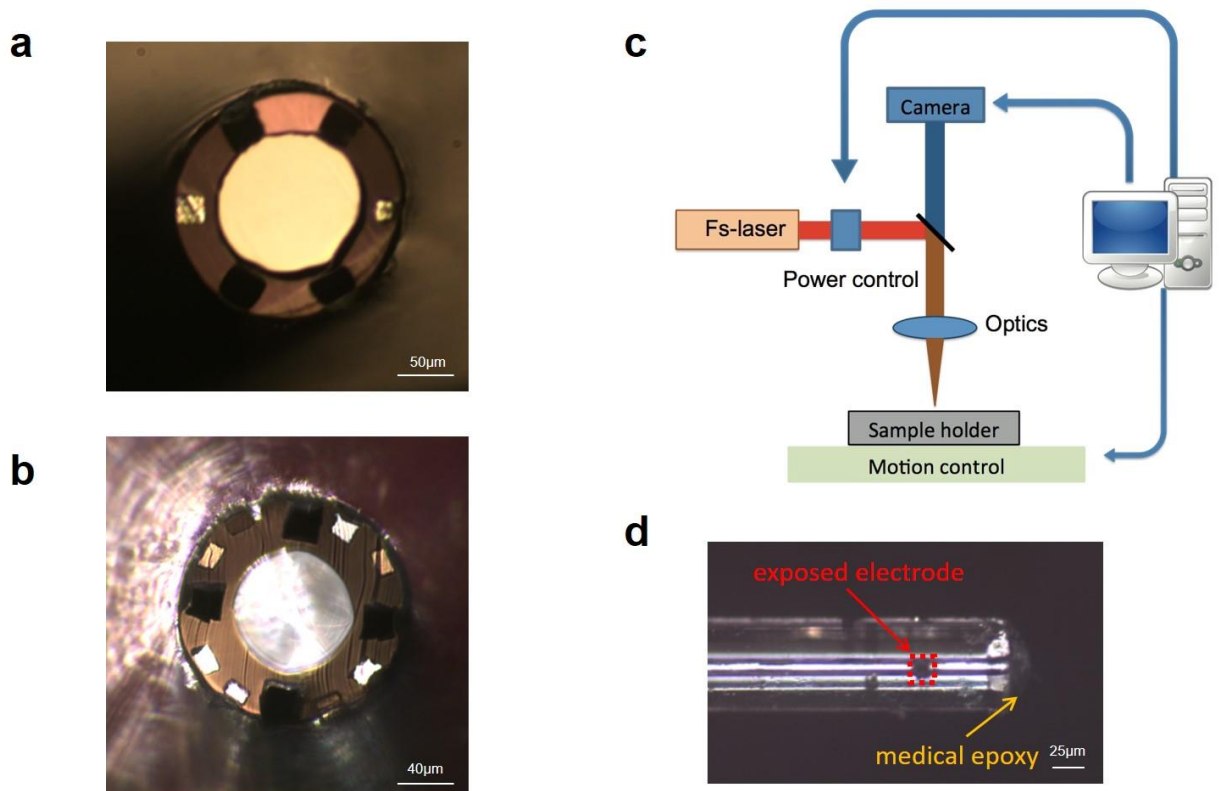 a
50µm
b
40µm
c
Camera
Fs-laser
Power control
Optics
Sample holder
Motion control
d
exposed electrode
medical epoxy
25µm